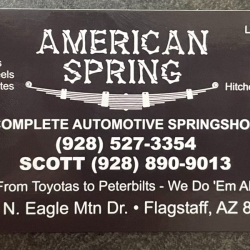 AMERICAN
SPRING
Hitche
COMPLETE AUTOMOTIVE SPRINGSHO
(928) 527-3354
SCOTT (928) 890-9013
From Toyotas to Peterbilts - We Do 'Em Al
N. Eagle Mtn Dr. • Flagstaff, AZ 8